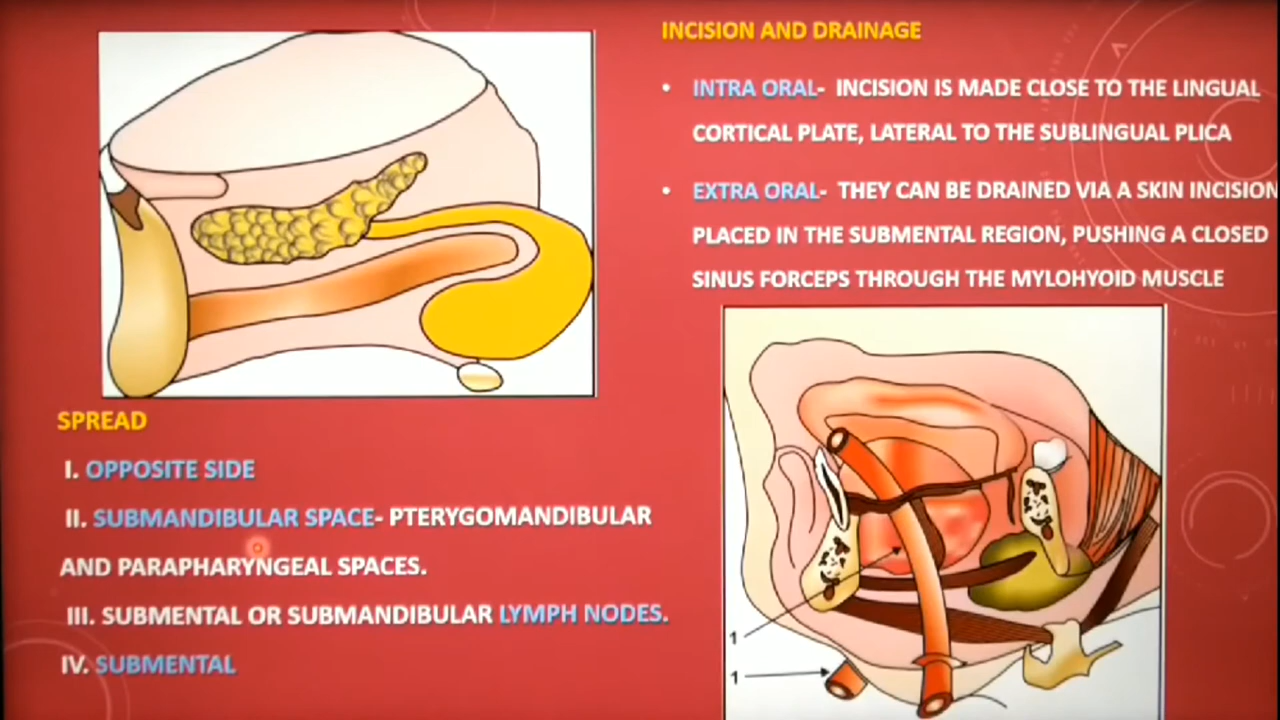 INCISION AND DRAINAGE
• INTRA ORAL- INCISION IS MADE CLOSE TO THE LINGUAL
CORTICAL PLATE, LATERAL TO THE SUBLINGUAL PLICA
• EXTRA ORAL- THEY CAN BE DRAINED VIA A SKIN INCISION
PLACED IN THE SUBMENTAL REGION, PUSHING A CLOSED
SINUS FORCEPS THROUGH THE MYLOHYOID MUSCLE
SPREAD
I. OPPOSITE SIDE
II. SUBMANDIBULAR SPACE- PTERYGOMANDIBULAR
AND PARAPHARYNGEAL SPACES.
III. SUBMENTAL OR SUBMANDIBULAR LYMPH NODES.
IV. SUBMENTAL
1
1